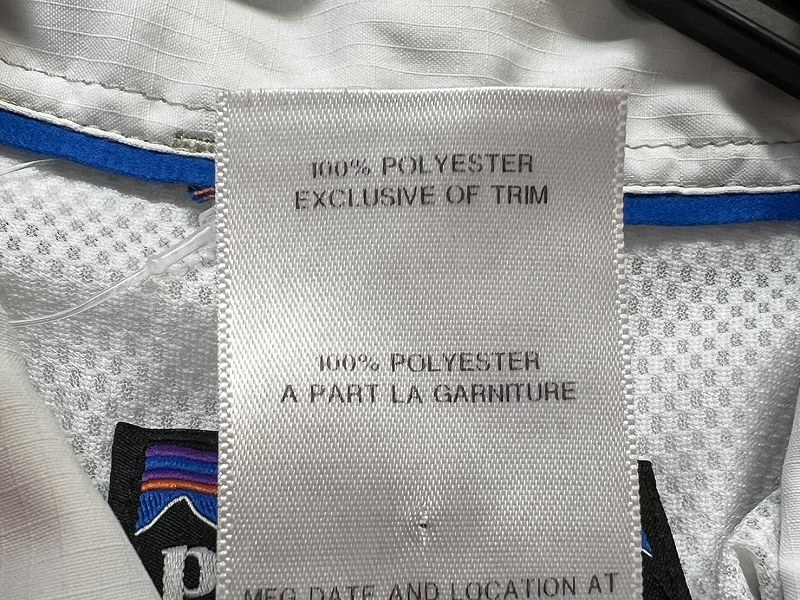 100% POLYESTER
EXCLUSIVE OF TRIM
100% POLYESTER
A PART LA GARNITURE
p
MFG DATE AND LOCATION AT